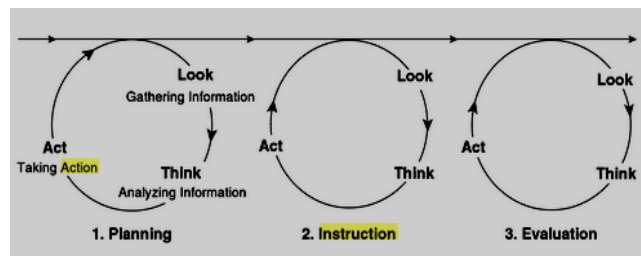 Look
Gathering Information
Act
Taking Action
Think
Analyzing Information
1. Planning
Look
Act
Think
2. Instruction
Look
Act
Think
3. Evaluation